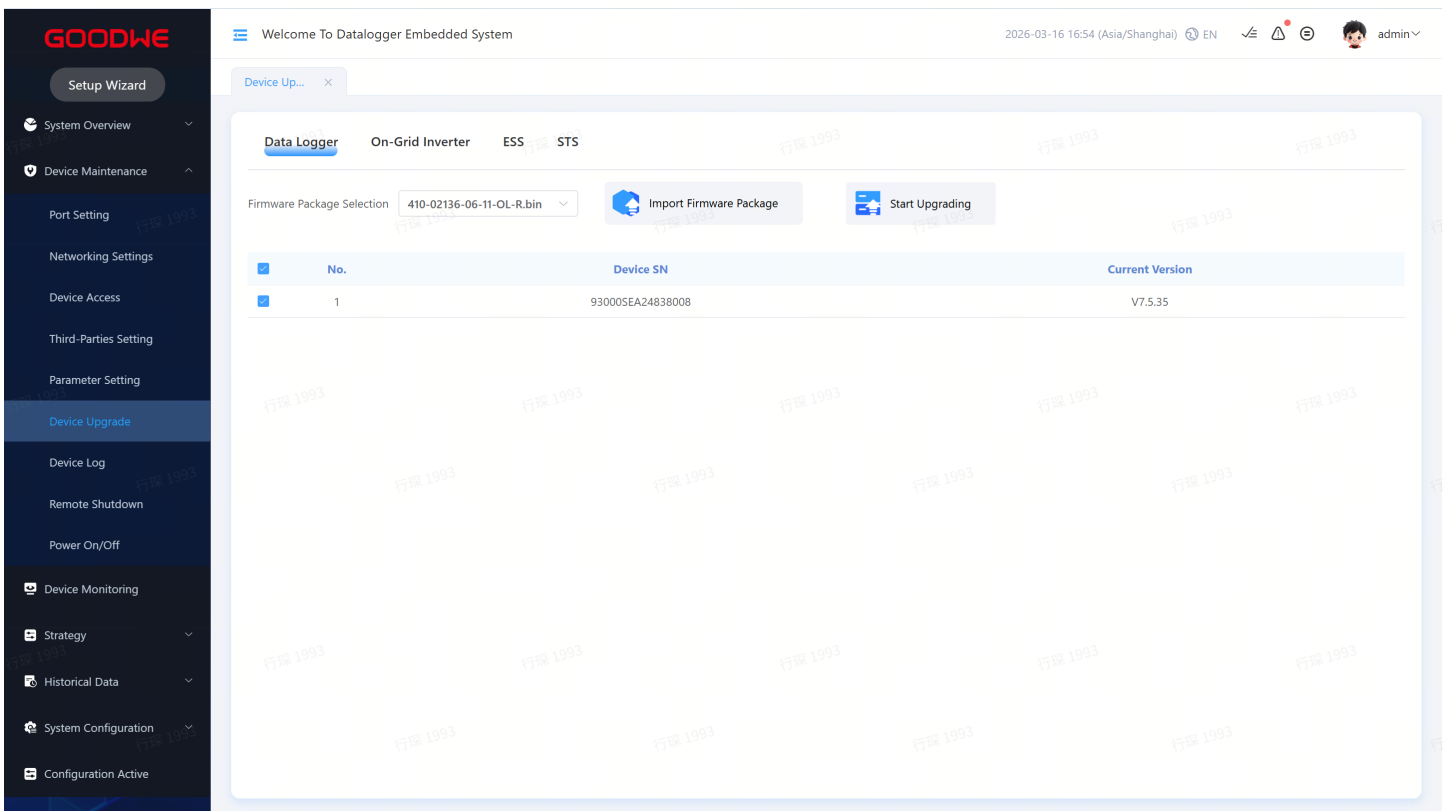 GOODWE
Welcome To Datalogger Embedded System
2026-03-16 16:54 (Asia/Shanghai) EN
admin
Setup Wizard
Device Up...
System Overview
Device Maintenance
Port Setting
Networking Settings
Device Access
Third-Parties Setting
Parameter Setting
Device Upgrade
Device Log
Remote Shutdown
Power On/Off
Device Monitoring
Strategy
Historical Data
System Configuration
Configuration Active
Data Logger On-Grid Inverter ESS STS
Firmware Package Selection 410-02136-06-11-OL-R.bin Import Firmware Package Start Upgrading
No. Device SN Current Version
1 93000SEA24838008 V7.5.35
行琛 1993